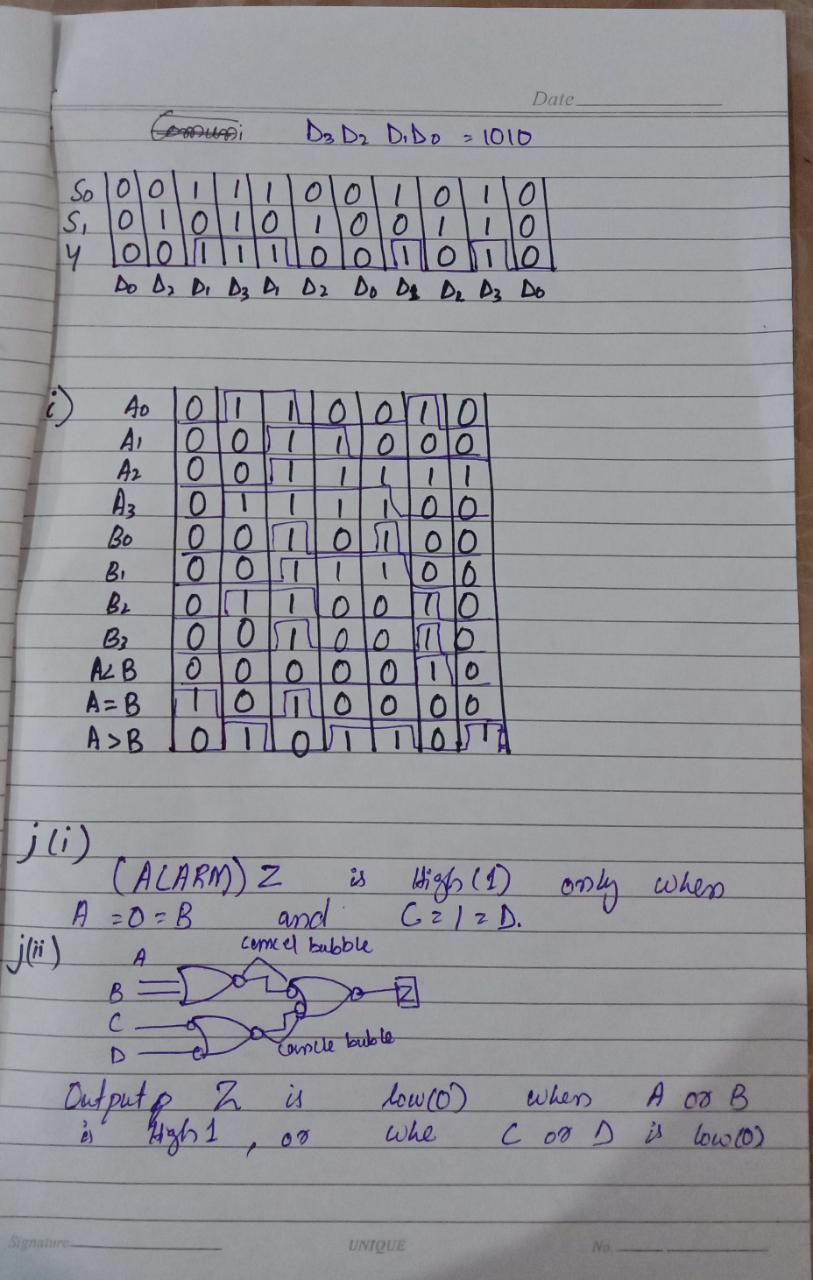 Date
D3 D2 D1 D0 = 1010
S0 0 0 1 1 1 0 0 1 0 1 0
S1 0 1 0 1 0 1 0 0 1 1 0
Y 0 0 1 1 1 0 0 1 0 1 0
D0 D2 D1 D3 D1 D2 D0 D1 D2 D3 D0
i) A0 0 1 1 0 0 1 0
A1 0 0 1 1 0 0 0
A2 0 0 1 1 1 1 1
A3 0 1 1 1 1 0 0
B0 0 0 1 0 1 0 0
B1 0 0 1 1 1 0 0
B2 0 1 1 0 0 1 0
B3 0 0 1 0 0 1 0
A<B 0 0 0 0 0 1 0
A=B 1 0 1 0 0 0 0
A>B 0 1 0 1 1 0 1
j(i)
(ALARM) Z is High(1) only when
A = 0 = B and C = 1 = D.
j(ii) A cancel bubble
B Z
C
D cancle buble
Output Z is low(0) when A or B
is High 1, or whe C or D is low(0)
Signature
UNIQUE
No.